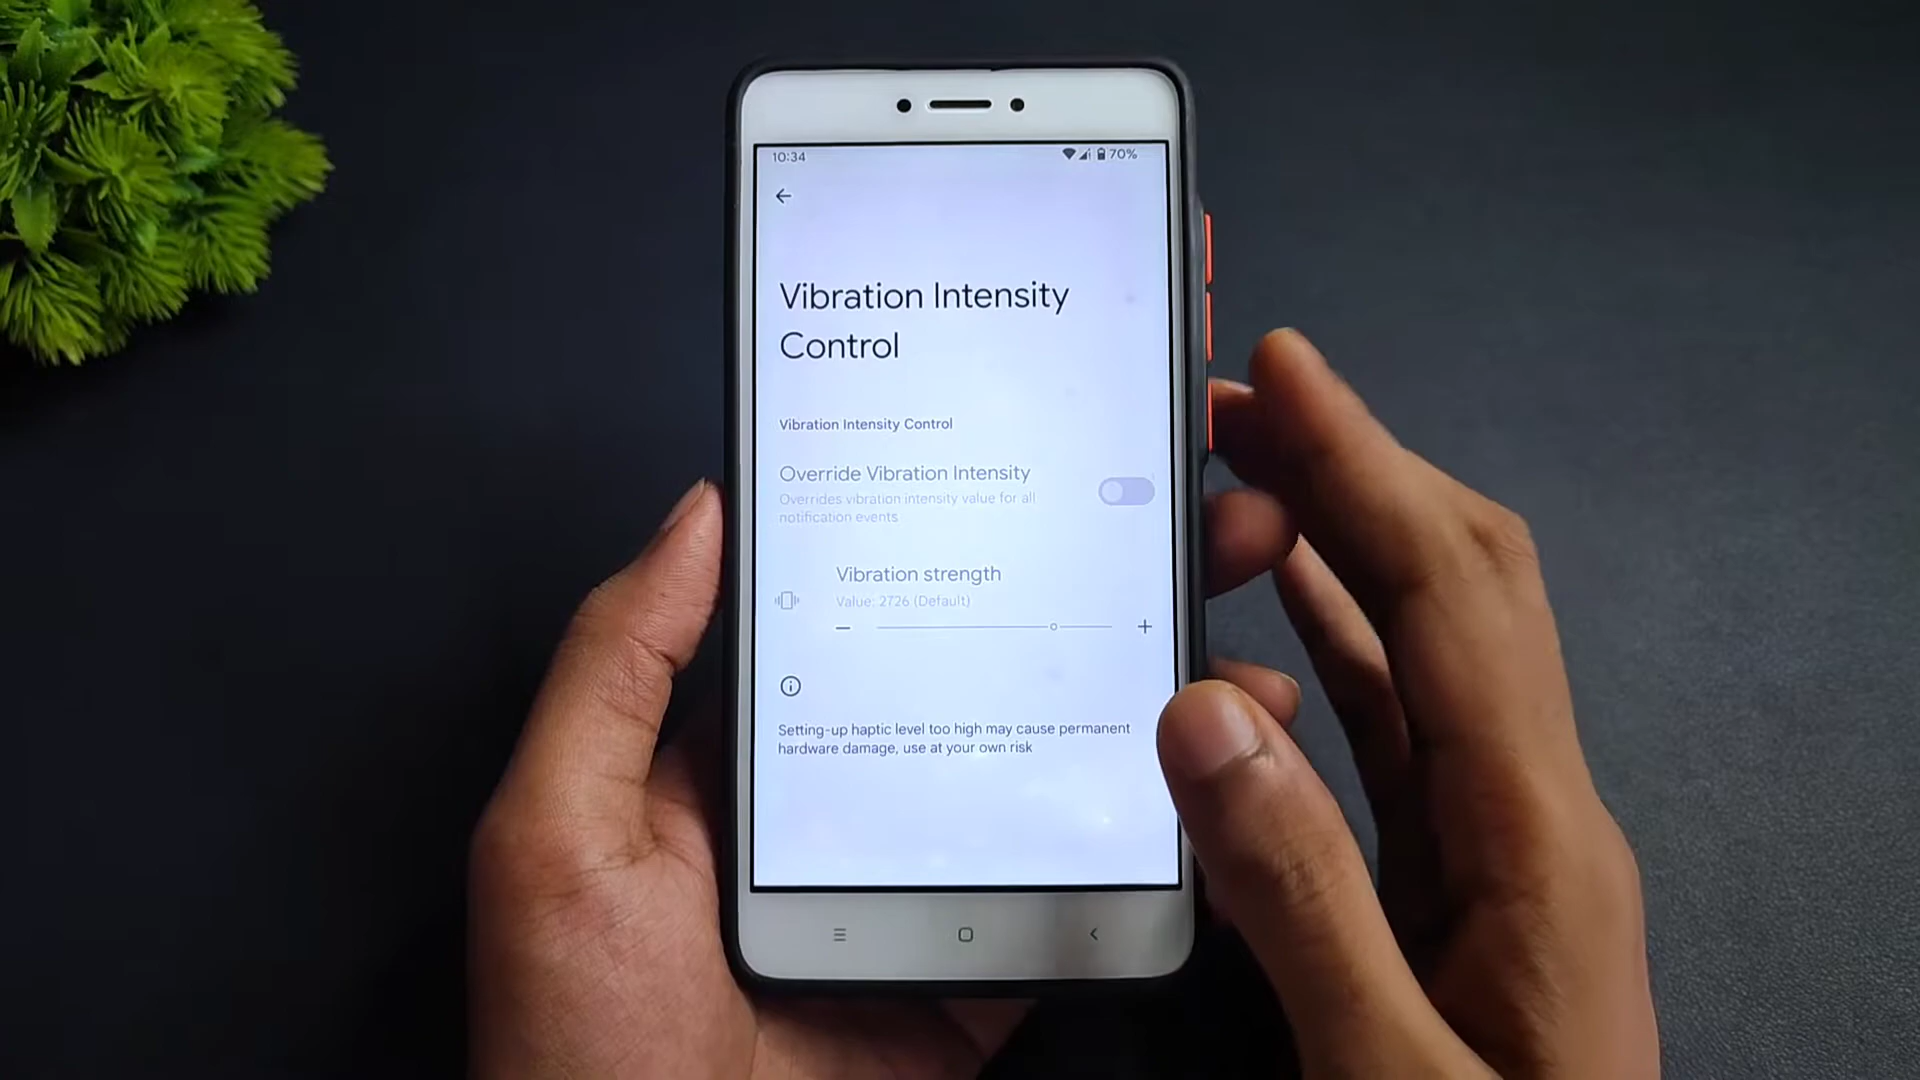 10:34
70%
Vibration Intensity
Control
Vibration Intensity Control
Override Vibration Intensity
Overrides vibration intensity value for all
notification events
Vibration strength
Value: 2726 (Default)
Setting-up haptic level too high may cause permanent
hardware damage, use at your own risk